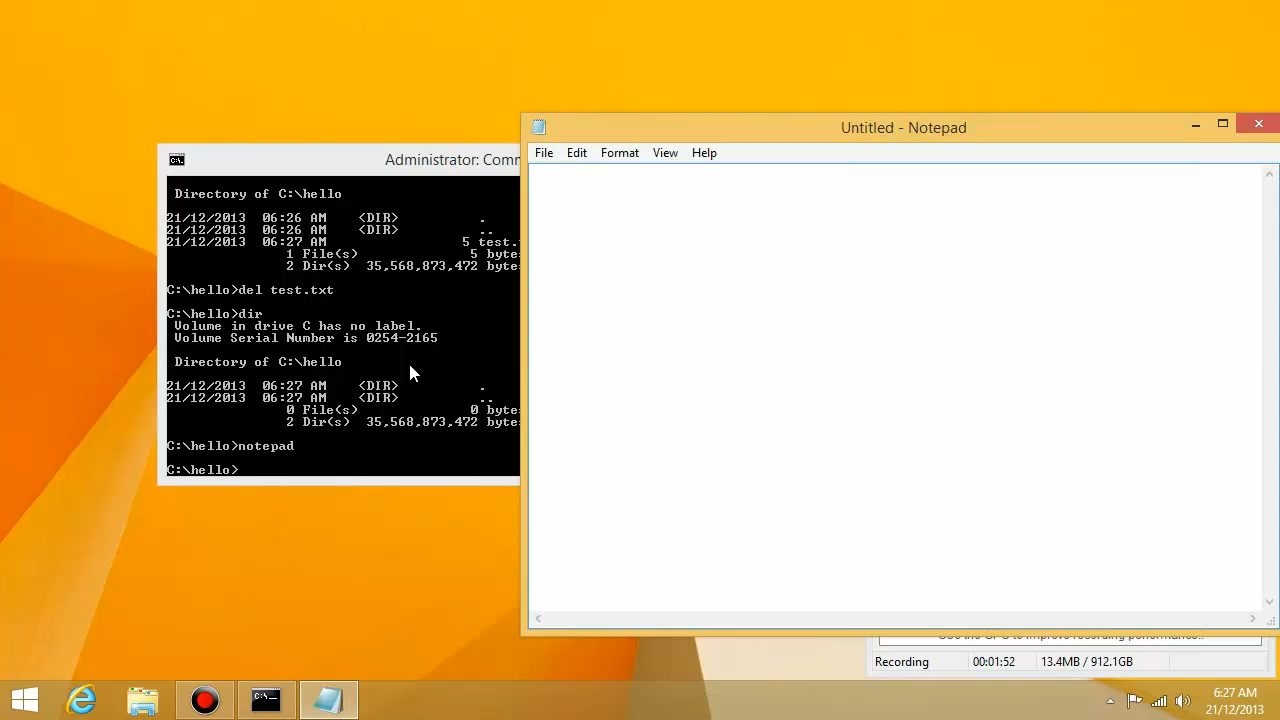 Administrator: Comm
Directory of C:\hello
21/12/2013 06:26 AM <DIR> .
21/12/2013 06:26 AM <DIR> ..
21/12/2013 06:27 AM 5 test.
1 File(s) 5 byte
2 Dir(s) 35,568,873,472 byte
C:\hello>del test.txt
C:\hello>dir
Volume in drive C has no label.
Volume Serial Number is 0254-2165
Directory of C:\hello
21/12/2013 06:27 AM <DIR> .
21/12/2013 06:27 AM <DIR> ..
0 File(s) 0 byte
2 Dir(s) 35,568,873,472 byte
C:\hello>notepad
C:\hello>
Untitled - Notepad
File Edit Format View Help
Recording 00:01:52 13.4MB / 912.1GB
6:27 AM
21/12/2013